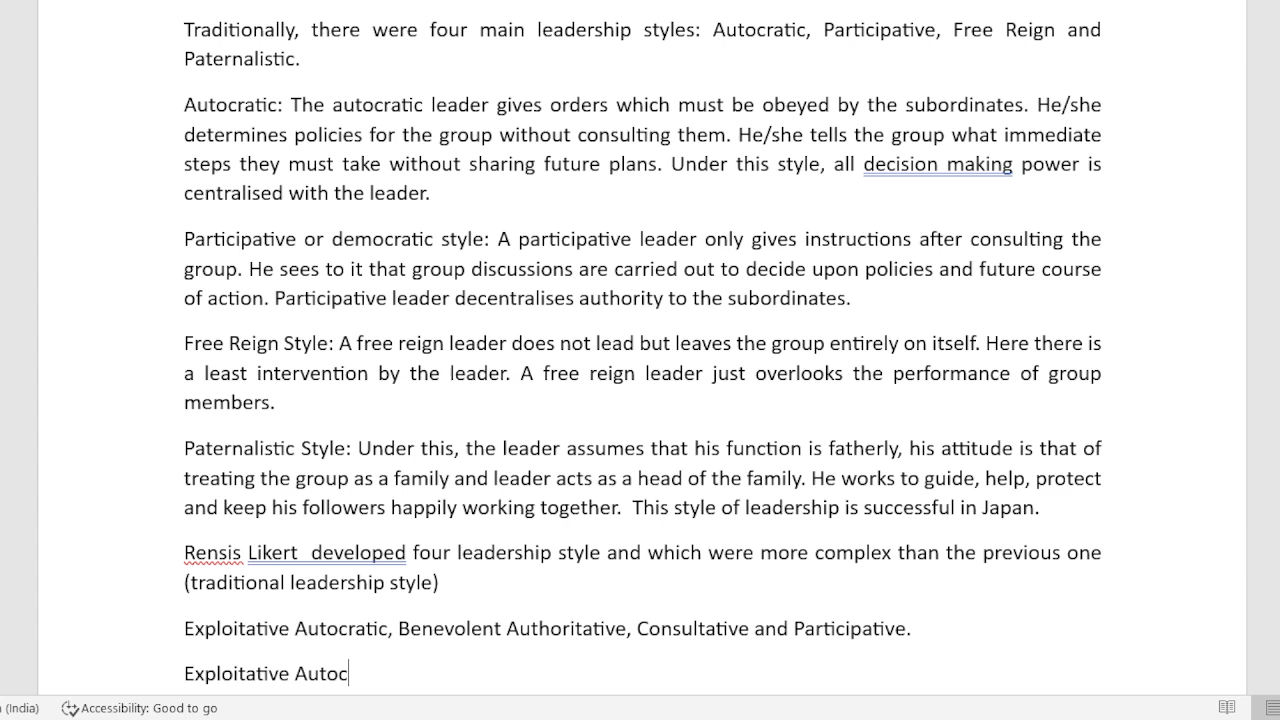 Traditionally, there were four main leadership styles: Autocratic, Participative, Free Reign and
Paternalistic.
Autocratic: The autocratic leader gives orders which must be obeyed by the subordinates. He/she
determines policies for the group without consulting them. He/she tells the group what immediate
steps they must take without sharing future plans. Under this style, all decision making power is
centralised with the leader.
Participative or democratic style: A participative leader only gives instructions after consulting the
group. He sees to it that group discussions are carried out to decide upon policies and future course
of action. Participative leader decentralises authority to the subordinates.
Free Reign Style: A free reign leader does not lead but leaves the group entirely on itself. Here there is
a least intervention by the leader. A free reign leader just overlooks the performance of group
members.
Paternalistic Style: Under this, the leader assumes that his function is fatherly, his attitude is that of
treating the group as a family and leader acts as a head of the family. He works to guide, help, protect
and keep his followers happily working together.  This style of leadership is successful in Japan.
Rensis Likert  developed four leadership style and which were more complex than the previous one
(traditional leadership style)
Exploitative Autocratic, Benevolent Authoritative, Consultative and Participative.
Exploitative Autoc
(India) Accessibility: Good to go